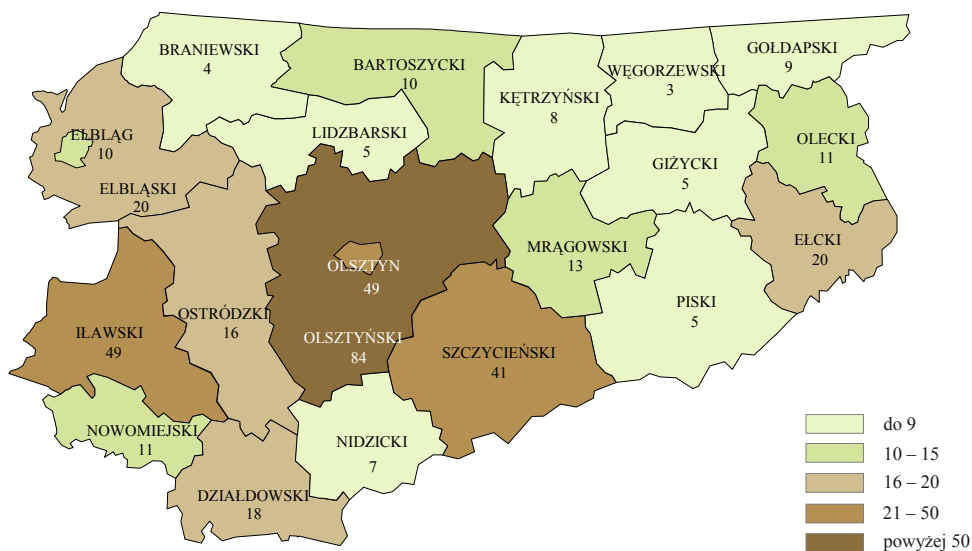 BRANIEWSKI
4
BARTOSZYCKI
10
KĘTRZYŃSKI
8
WĘGORZEWSKI
3
GOŁDAPSKI
9
ELBLĄG
10
LIDZBARSKI
5
GIŻYCKI
5
OLECKI
11
ELBLĄSKI
20
MRĄGOWSKI
13
EŁCKI
20
OLSZTYN
49
OSTRÓDZKI
16
IŁAWSKI
49
OLSZTYŃSKI
84
SZCZYCIEŃSKI
41
PISKI
5
NOWOMIEJSKI
11
NIDZICKI
7
DZIAŁDOWSKI
18
do 9
10 – 15
16 – 20
21 – 50
powyżej 50